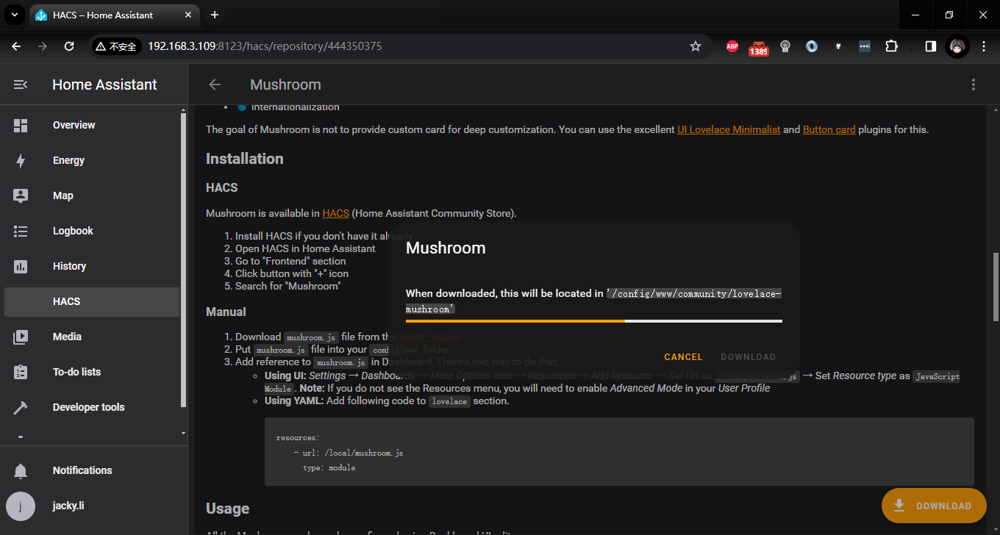 HACS – Home Assistant
不安全
192.168.3.109:8123/hacs/repository/444350375
ABP
1389
Home Assistant
Mushroom
Overview
Energy
Map
Logbook
History
HACS
Media
To-do lists
Developer tools
Notifications
j
jacky.li
Internationalization
The goal of Mushroom is not to provide custom card for deep customization. You can use the excellent UI Lovelace Minimalist and Button card plugins for this.
Installation
HACS
Mushroom is available in HACS (Home Assistant Community Store).
1. Install HACS if you don't have it already
2. Open HACS in Home Assistant
3. Go to "Frontend" section
4. Click button with "+" icon
5. Search for "Mushroom"
Manual
1. Download mushroom.js file from the latest release.
2. Put mushroom.js file into your config/www folder.
3. Add reference to mushroom.js in Dashboard. There's two way to do that:
Using UI: Settings → Dashboards → More Options icon → Resources → Add Resource → Set Url as /local/mushroom.js → Set Resource type as JavaScript
Module. Note: If you do not see the Resources menu, you will need to enable Advanced Mode in your User Profile
Using YAML: Add following code to lovelace section.
resources:
- url: /local/mushroom.js
type: module
Usage
Mushroom
When downloaded, this will be located in '/config/www/community/lovelace-
mushroom'
CANCEL
DOWNLOAD
DOWNLOAD